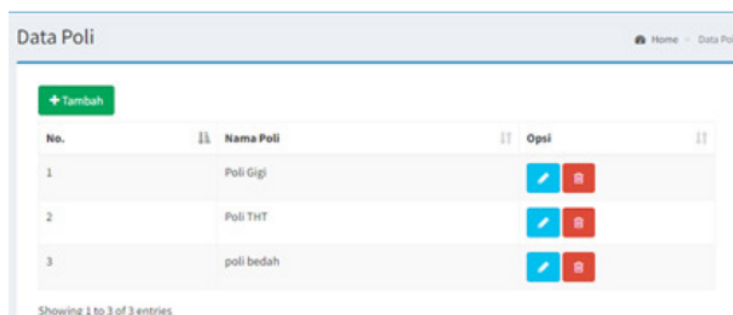 Data Poli
Home - Data Pol
+Tambah
No. Nama Poli Opsi
1 Poli Gigi
2 Poli THT
3 poli bedah
Showing 1 to 3 of 3 entries